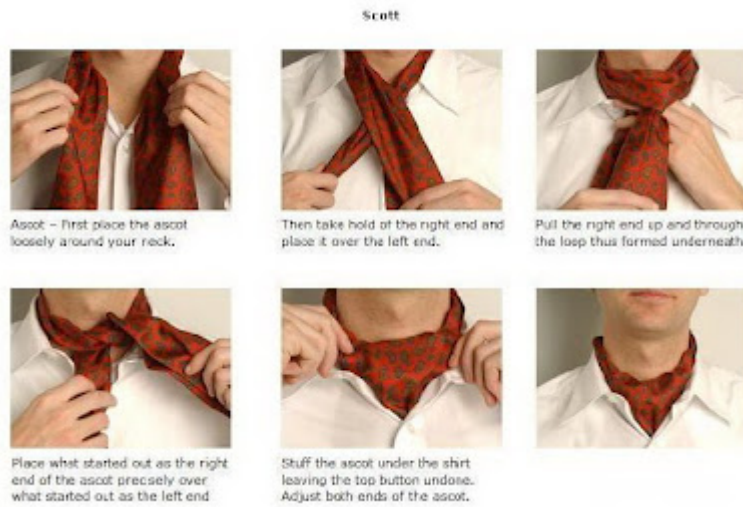 Scott
Ascot – First place the ascot
loosely around your neck.
Then take hold of the right end and
place it over the left end.
Pull the right end up and through
the loop thus formed underneath
Place what started out as the right
end of the ascot precisely over
what started out as the left end
Stuff the ascot under the shirt
leaving the top button undone.
Adjust both ends of the ascot.